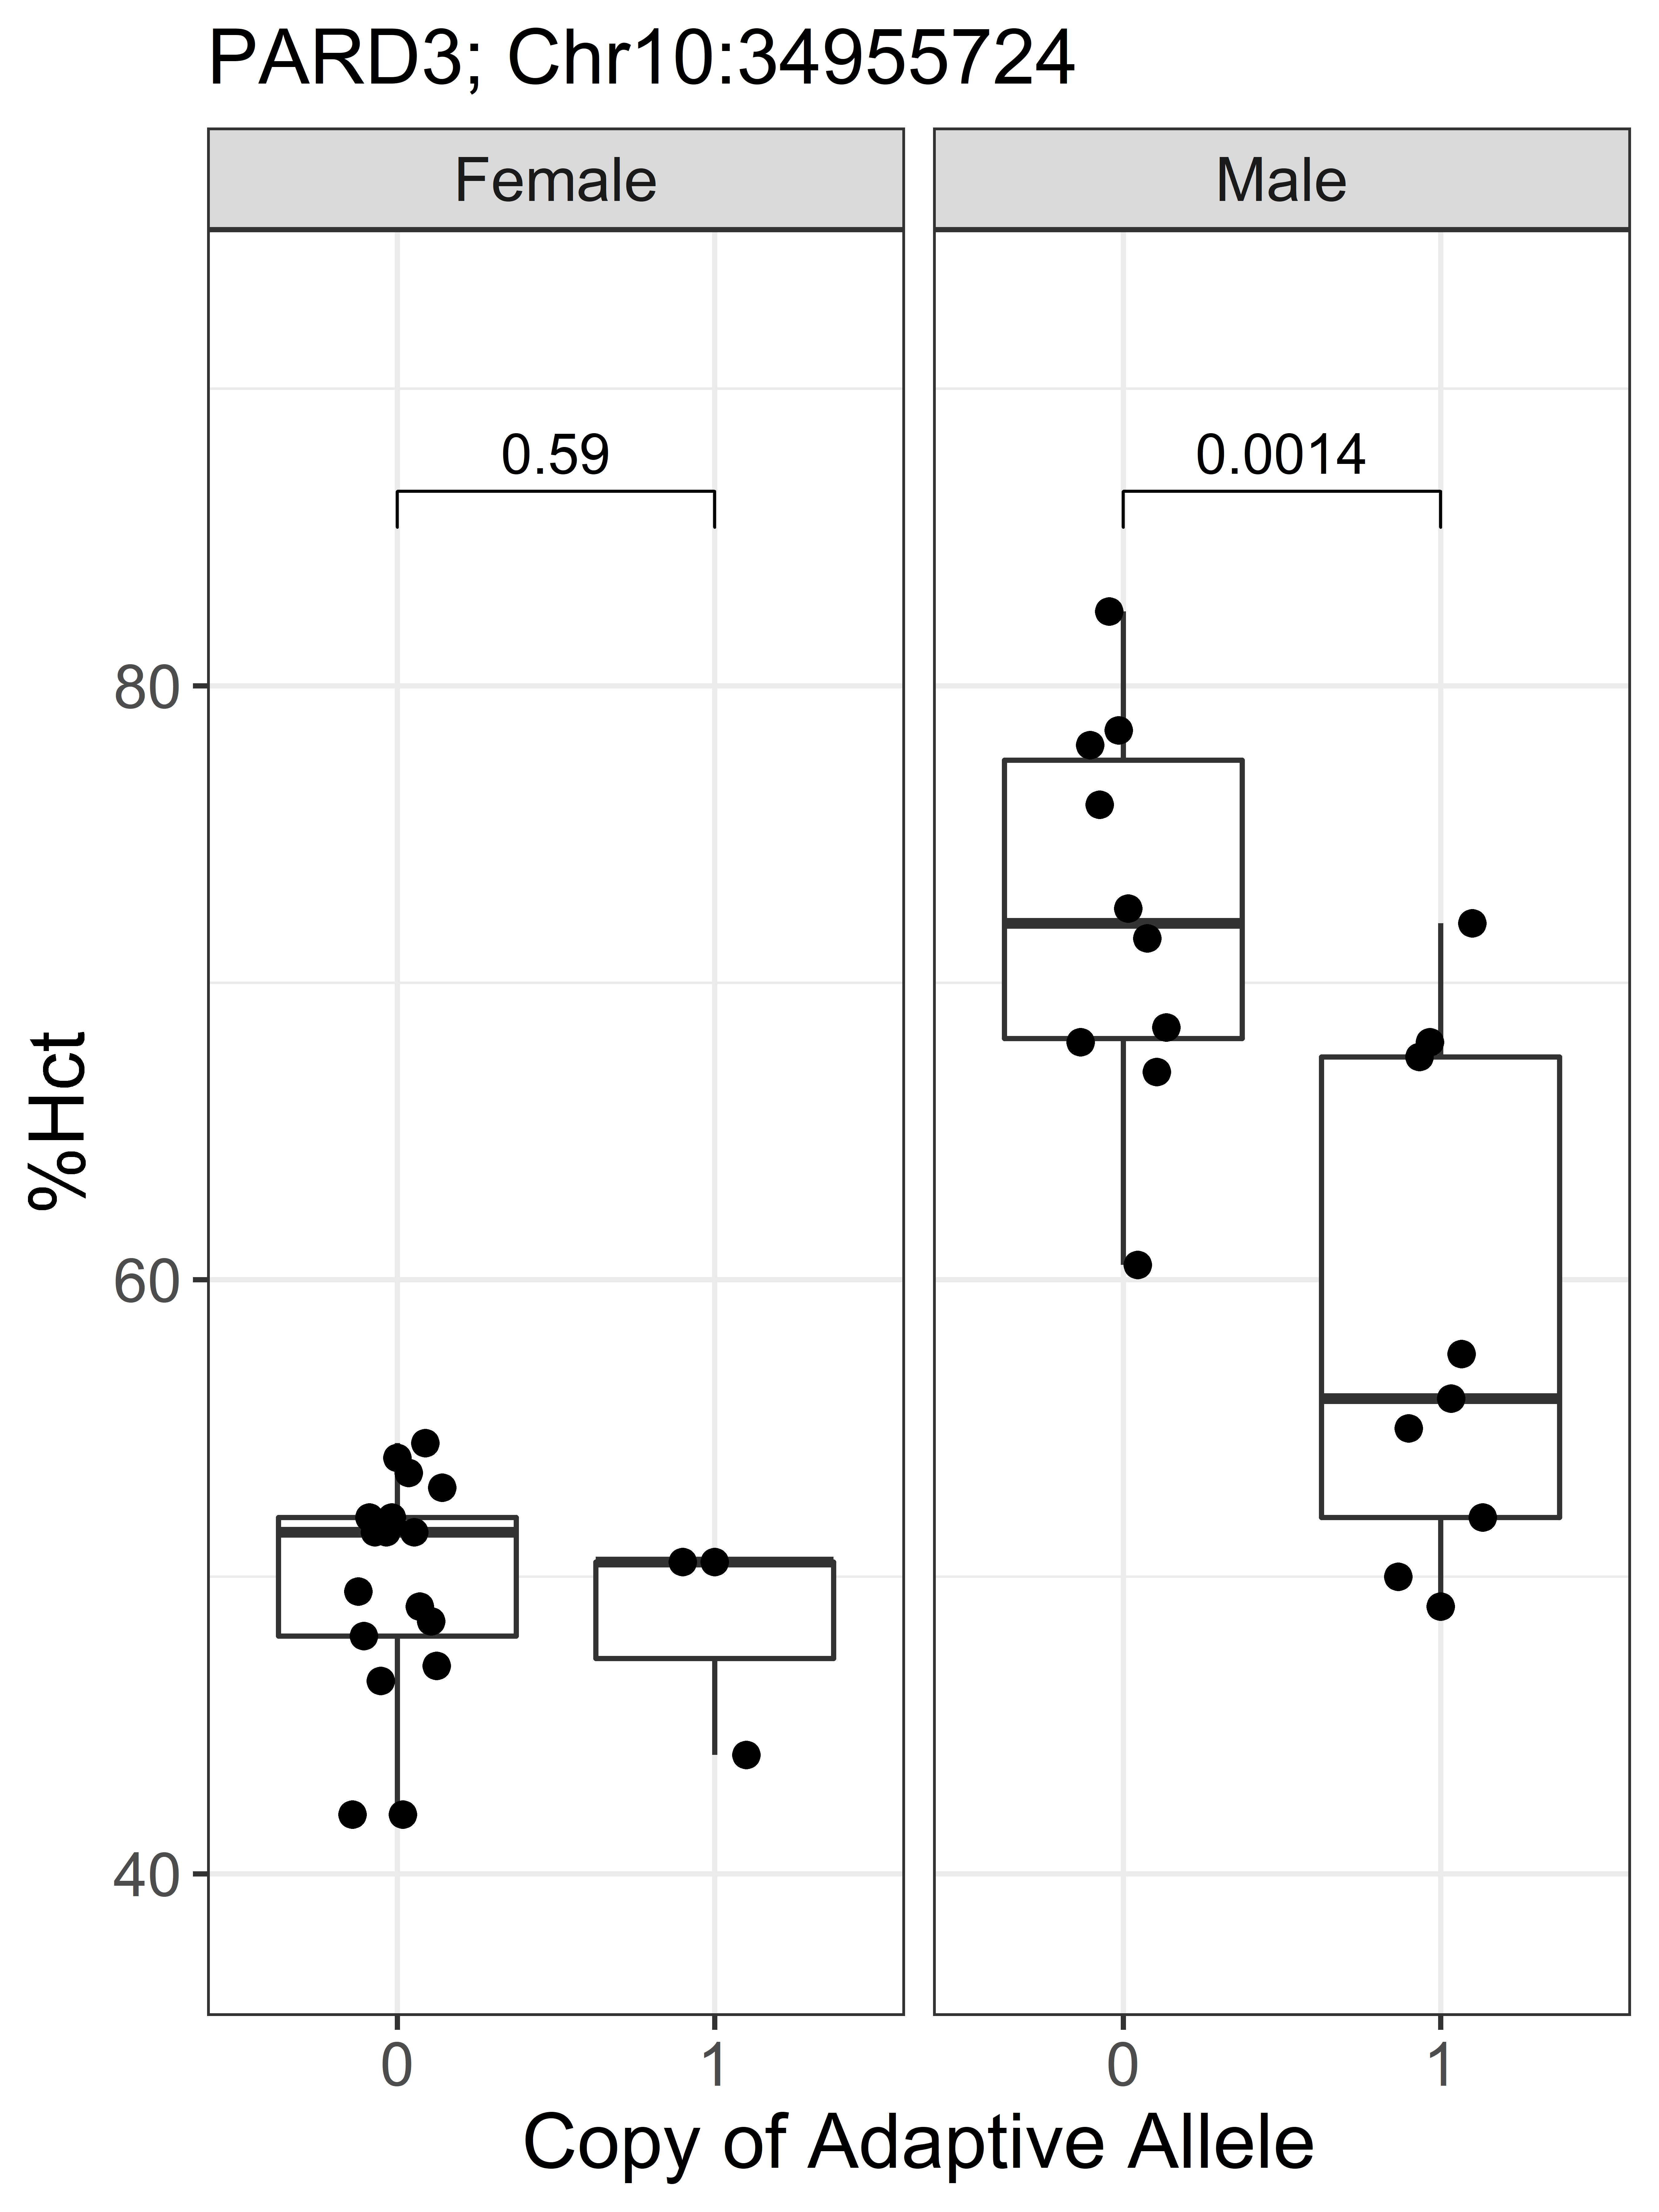 PARD3; Chr10:34955724
Female
Male
0.59
0.0014
80
60
40
%Hct
0
1
0
1
Copy of Adaptive Allele